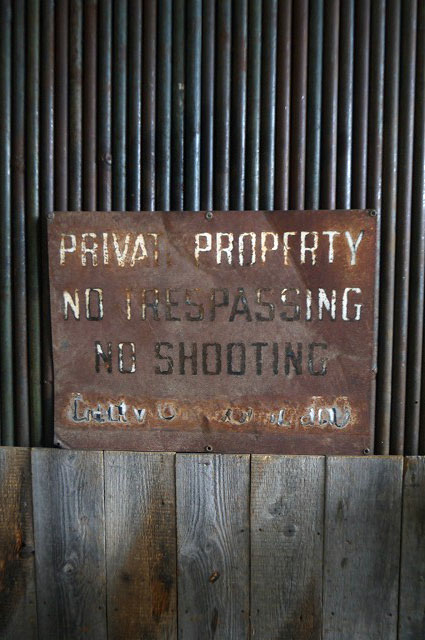 PRIVAT PROPERTY
NO TRESPASSING
NO SHOOTING